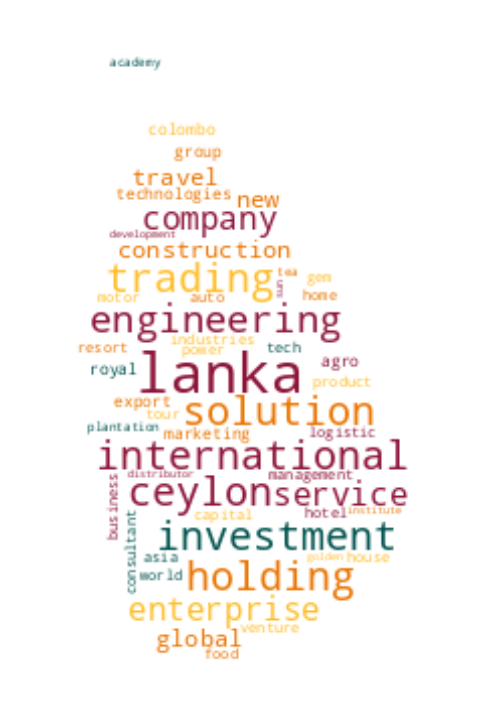 academy
colombo
group
travel
technologies new
company
development
construction
trading tea gem
sun
motor auto home
engineering
industries
resort power tech
royal lanka agro
product
export solution
tour
plantation marketing logistic
international
distributor management
business ceylon service
capital hotel institute
consultant investment
asia golden house
world holding
enterprise
venture
global
food